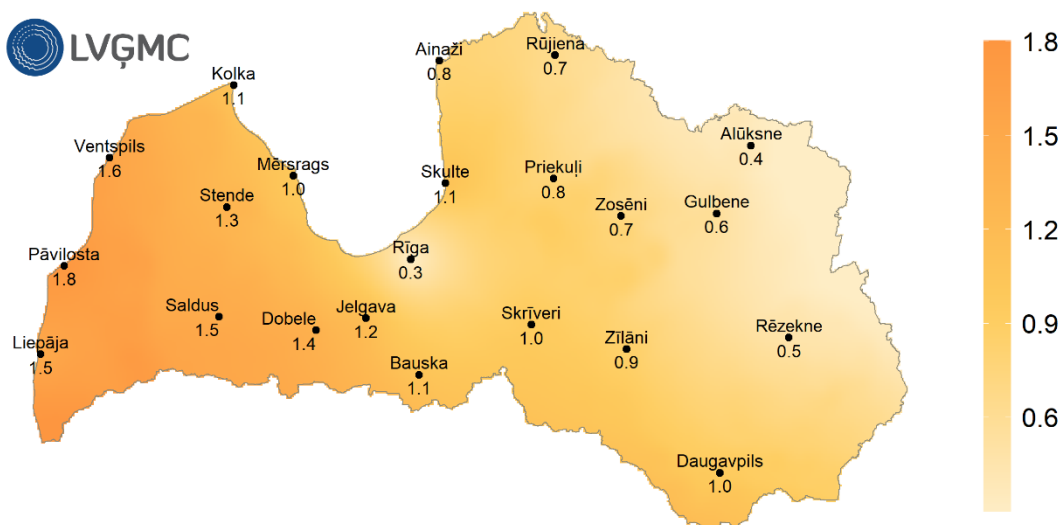 LVĢMC
Ainaži
0.8
Rūjiena
0.7
Kolka
1.1
Alūksne
0.4
Ventspils
1.6
Mērsrags
1.0
Skulte
1.1
Priekuļi
0.8
Stende
1.3
Zosēni
0.7
Gulbene
0.6
Pāvilosta
1.8
Rīga
0.3
Saldus
1.5
Dobele
1.4
Jelgava
1.2
Skrīveri
1.0
Zīlāni
0.9
Rēzekne
0.5
Liepāja
1.5
Bauska
1.1
Daugavpils
1.0
1.8
1.5
1.2
0.9
0.6